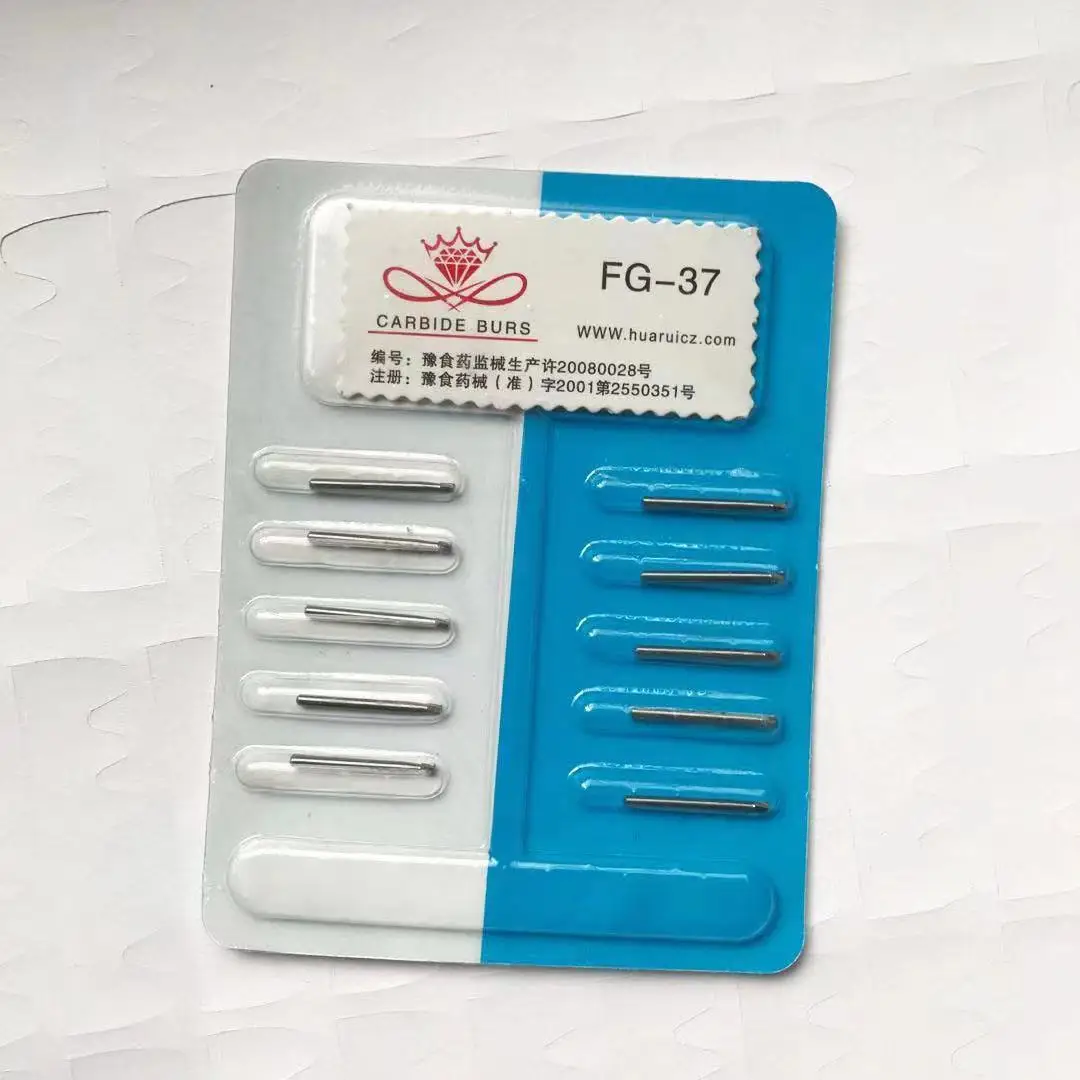 FG-37
CARBIDE BURS
www.huaruicz.com
编号：豫食药监械生产许20080028号
注册：豫食药械（准）字2001第2550351号